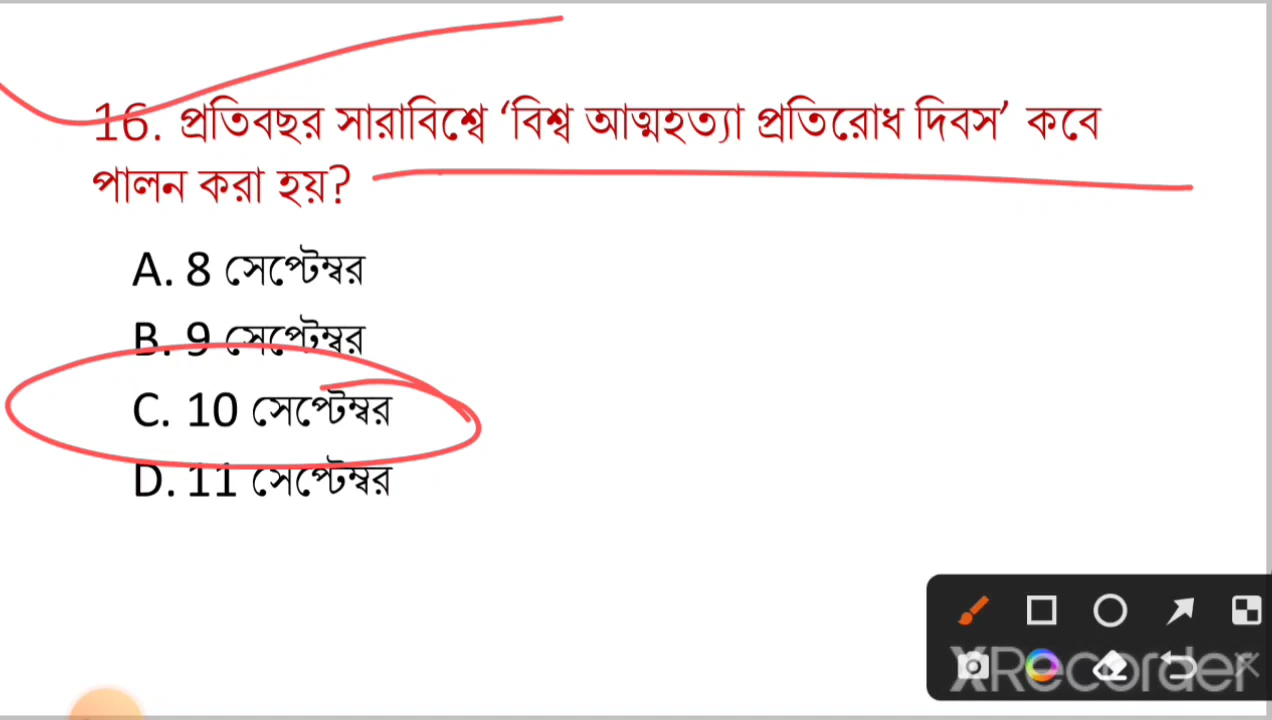 16. প্রতিবছর সারাবিশ্বে ‘বিশ্ব আত্মহত্যা প্রতিরোধ দিবস’ কবে
পালন করা হয়?
A. 8 সেপ্টেম্বর
B. 9 সেপ্টেম্বর
C. 10 সেপ্টেম্বর
D. 11 সেপ্টেম্বর
XRecorder